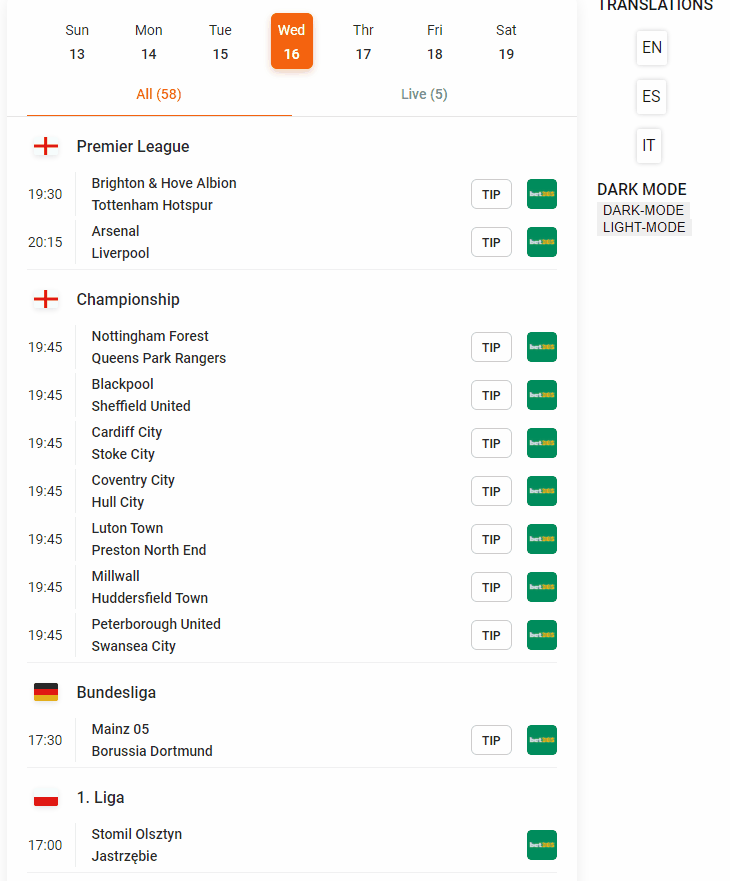 Sun Mon Tue Wed Thr Fri Sat
13 14 15 16 17 18 19
All (58) Live (5)
Premier League
19:30 Brighton & Hove Albion TIP bet365
Tottenham Hotspur
20:15 Arsenal TIP bet365
Liverpool
Championship
19:45 Nottingham Forest TIP bet365
Queens Park Rangers
19:45 Blackpool TIP bet365
Sheffield United
19:45 Cardiff City TIP bet365
Stoke City
19:45 Coventry City TIP bet365
Hull City
19:45 Luton Town TIP bet365
Preston North End
19:45 Millwall TIP bet365
Huddersfield Town
19:45 Peterborough United TIP bet365
Swansea City
Bundesliga
17:30 Mainz 05 TIP bet365
Borussia Dortmund
1. Liga
17:00 Stomil Olsztyn bet365
Jastrzębie
TRANSLATIONS
EN
ES
IT
DARK MODE
DARK-MODE
LIGHT-MODE